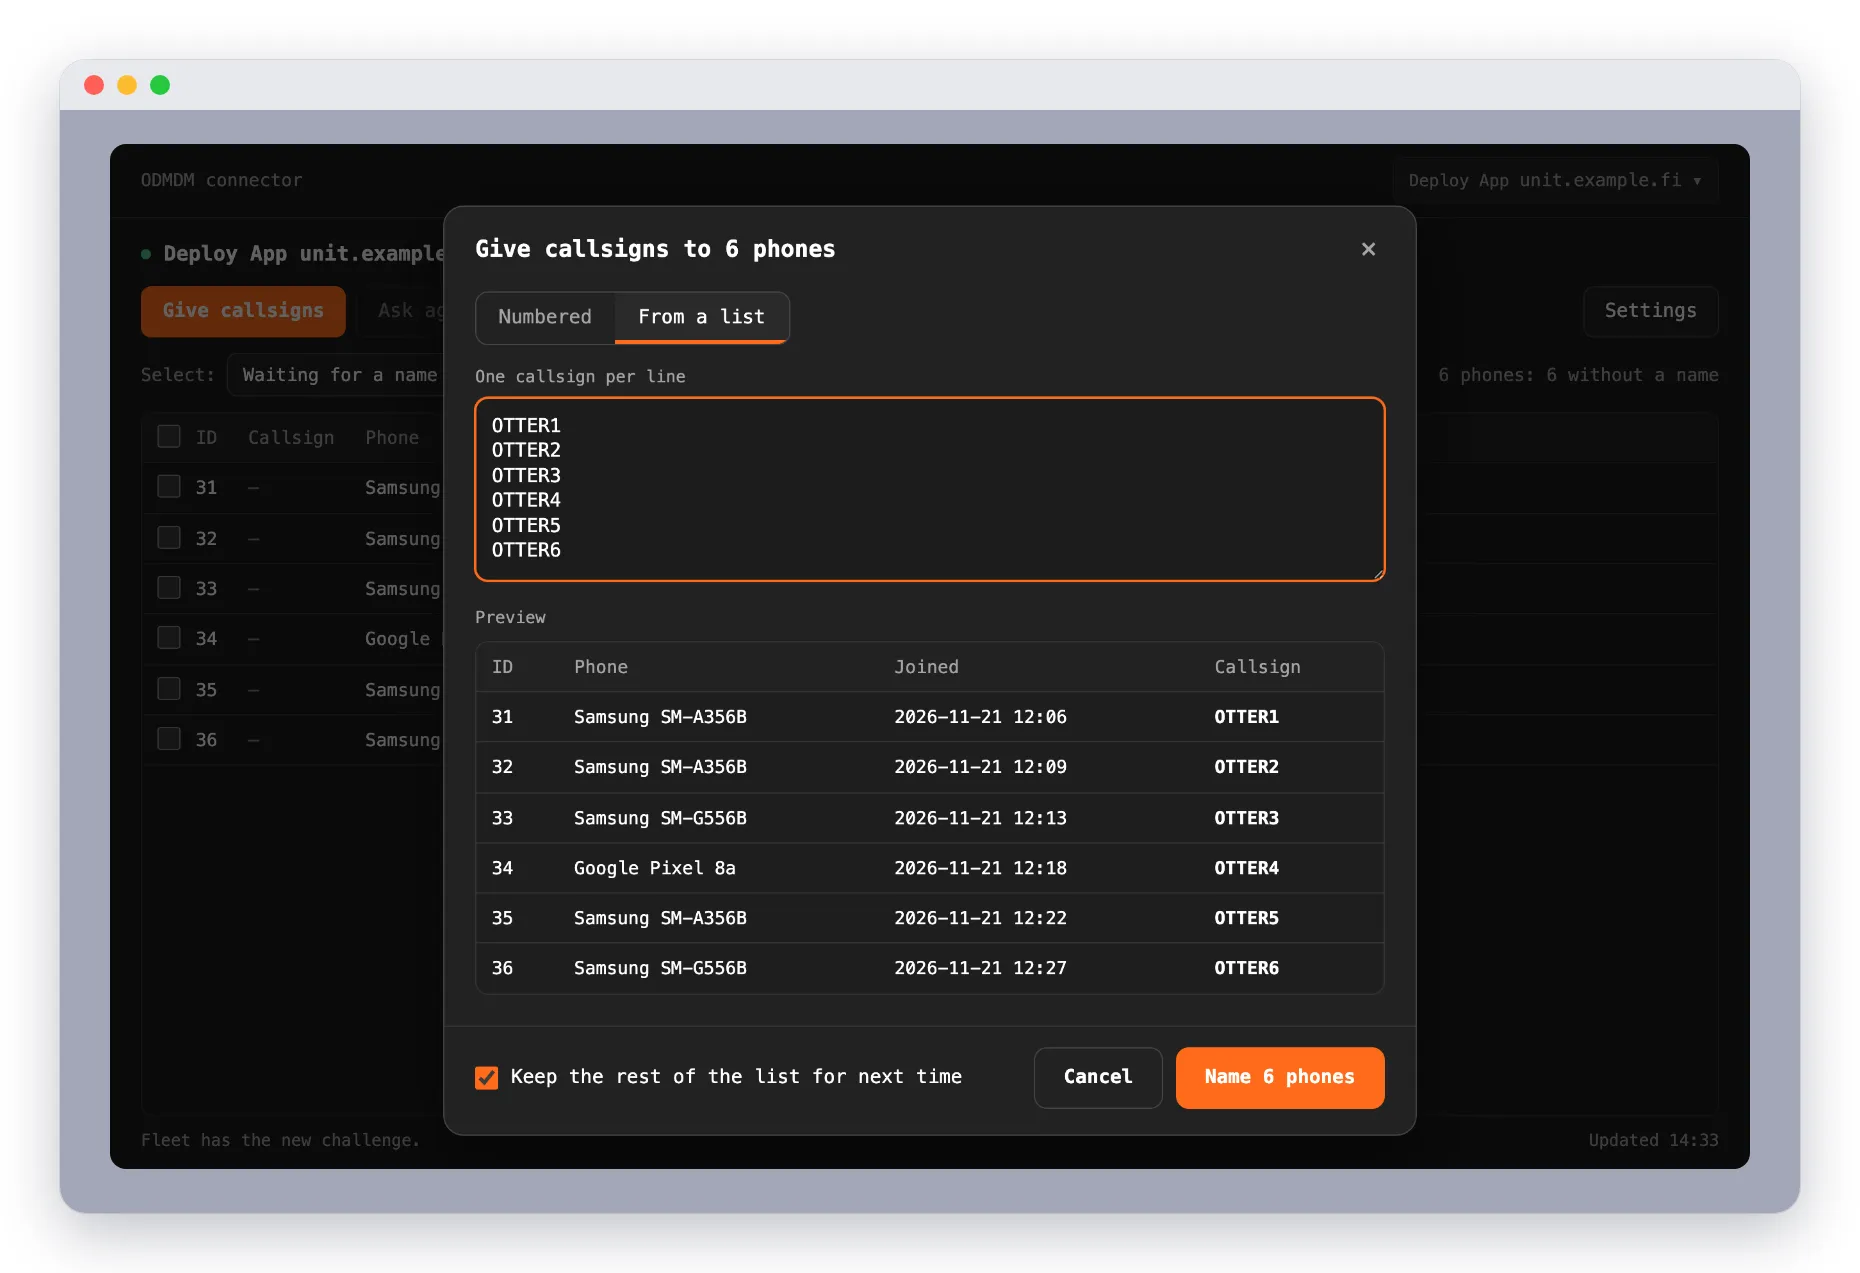 ODMDM connector
Deploy App unit.example.fi ▾
Deploy App unit.example
Give callsigns
Ask
Settings
Select: Waiting for a name
6 phones: 6 without a name
ID Callsign Phone
31 – Samsung
32 – Samsung
33 – Samsung
34 – Google
35 – Samsung
36 – Samsung
Give callsigns to 6 phones ×
Numbered From a list
One callsign per line
OTTER1
OTTER2
OTTER3
OTTER4
OTTER5
OTTER6
Preview
ID Phone Joined Callsign
31 Samsung SM-A356B 2026-11-21 12:06 OTTER1
32 Samsung SM-A356B 2026-11-21 12:09 OTTER2
33 Samsung SM-G556B 2026-11-21 12:13 OTTER3
34 Google Pixel 8a 2026-11-21 12:18 OTTER4
35 Samsung SM-A356B 2026-11-21 12:22 OTTER5
36 Samsung SM-G556B 2026-11-21 12:27 OTTER6
Keep the rest of the list for next time
Cancel
Name 6 phones
Fleet has the new challenge.
Updated 14:33